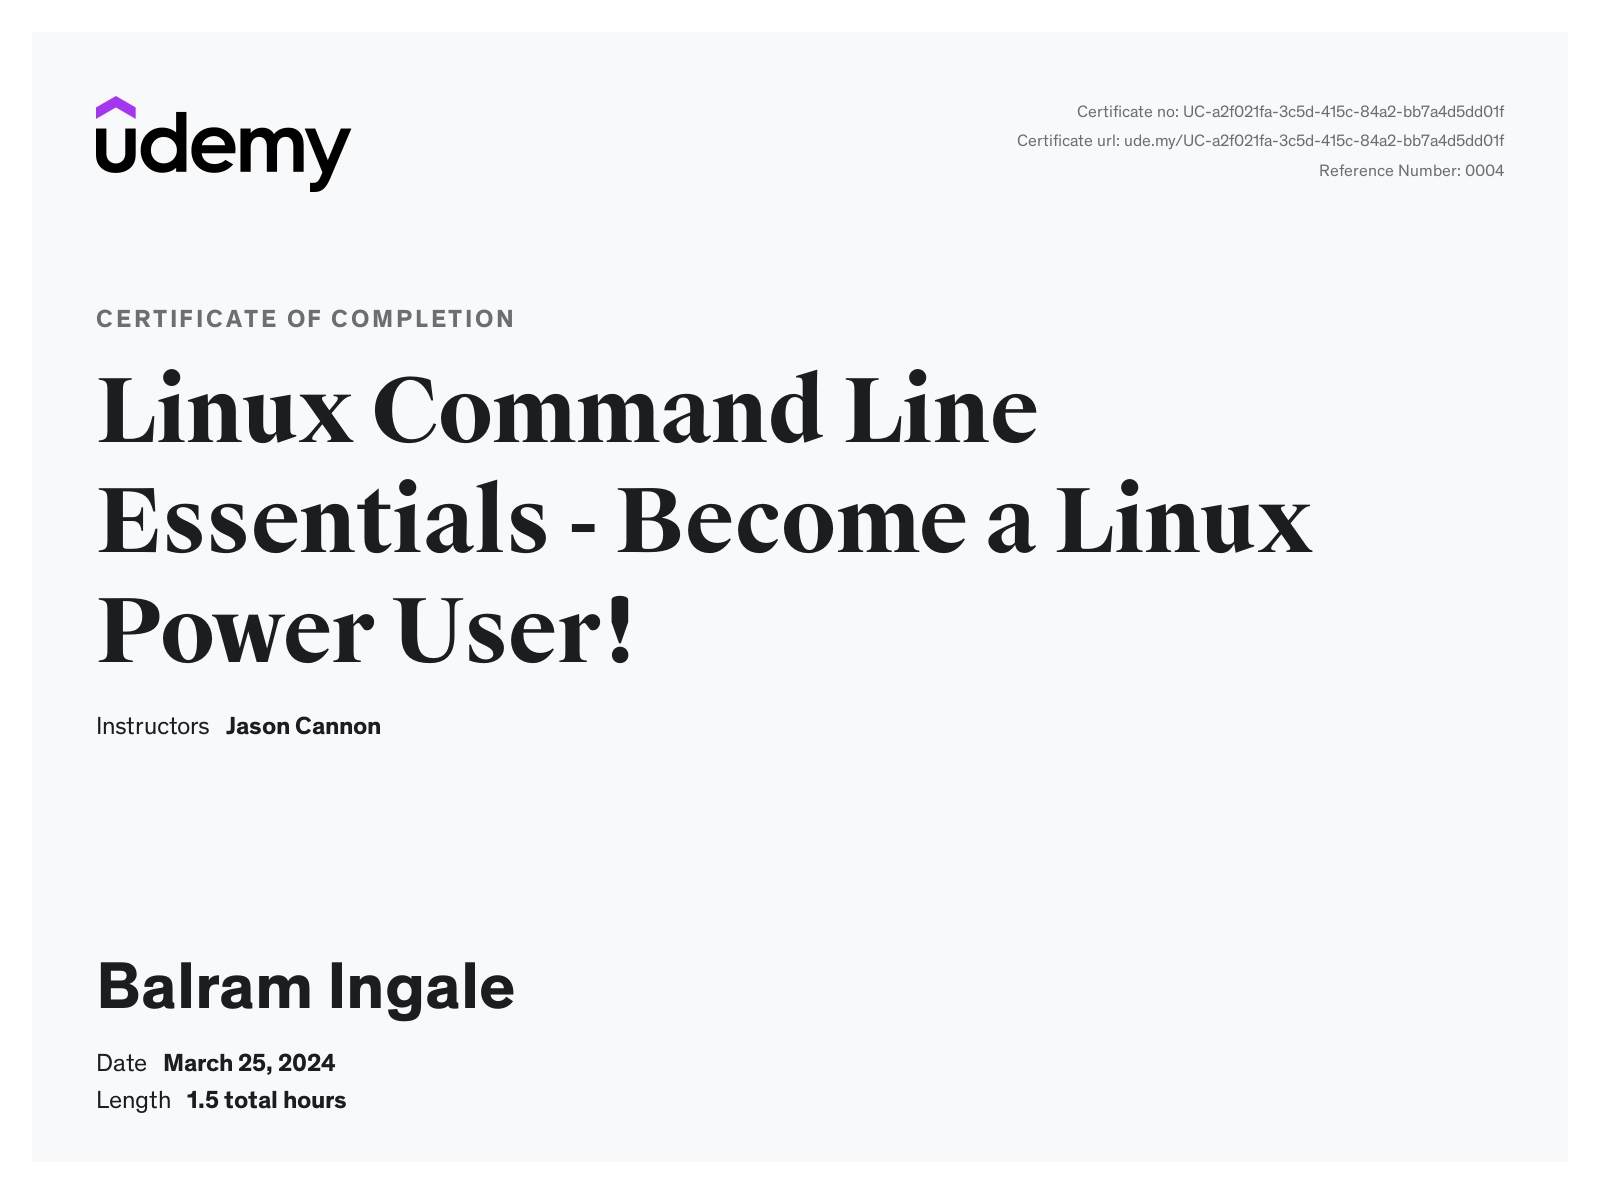 udemy
Certificate no: UC-a2f021fa-3c5d-415c-84a2-bb7a4d5dd01f
Certificate url: ude.my/UC-a2f021fa-3c5d-415c-84a2-bb7a4d5dd01f
Reference Number: 0004
CERTIFICATE OF COMPLETION
Linux Command Line
Essentials - Become a Linux
Power User!
Instructors Jason Cannon
Balram Ingale
Date March 25, 2024
Length 1.5 total hours